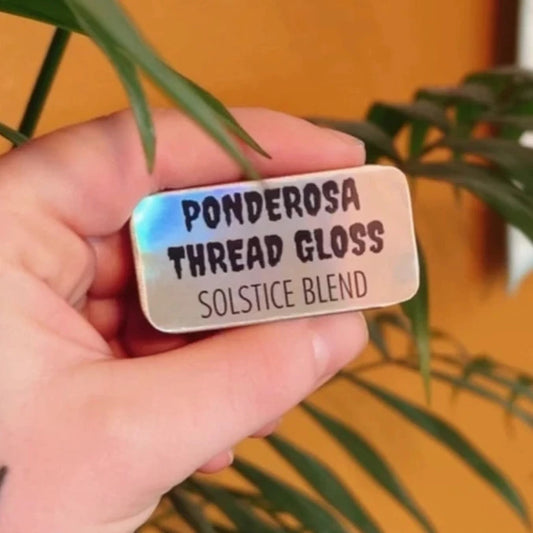 PONDEROSA
THREAD GLOSS
SOLSTICE BLEND